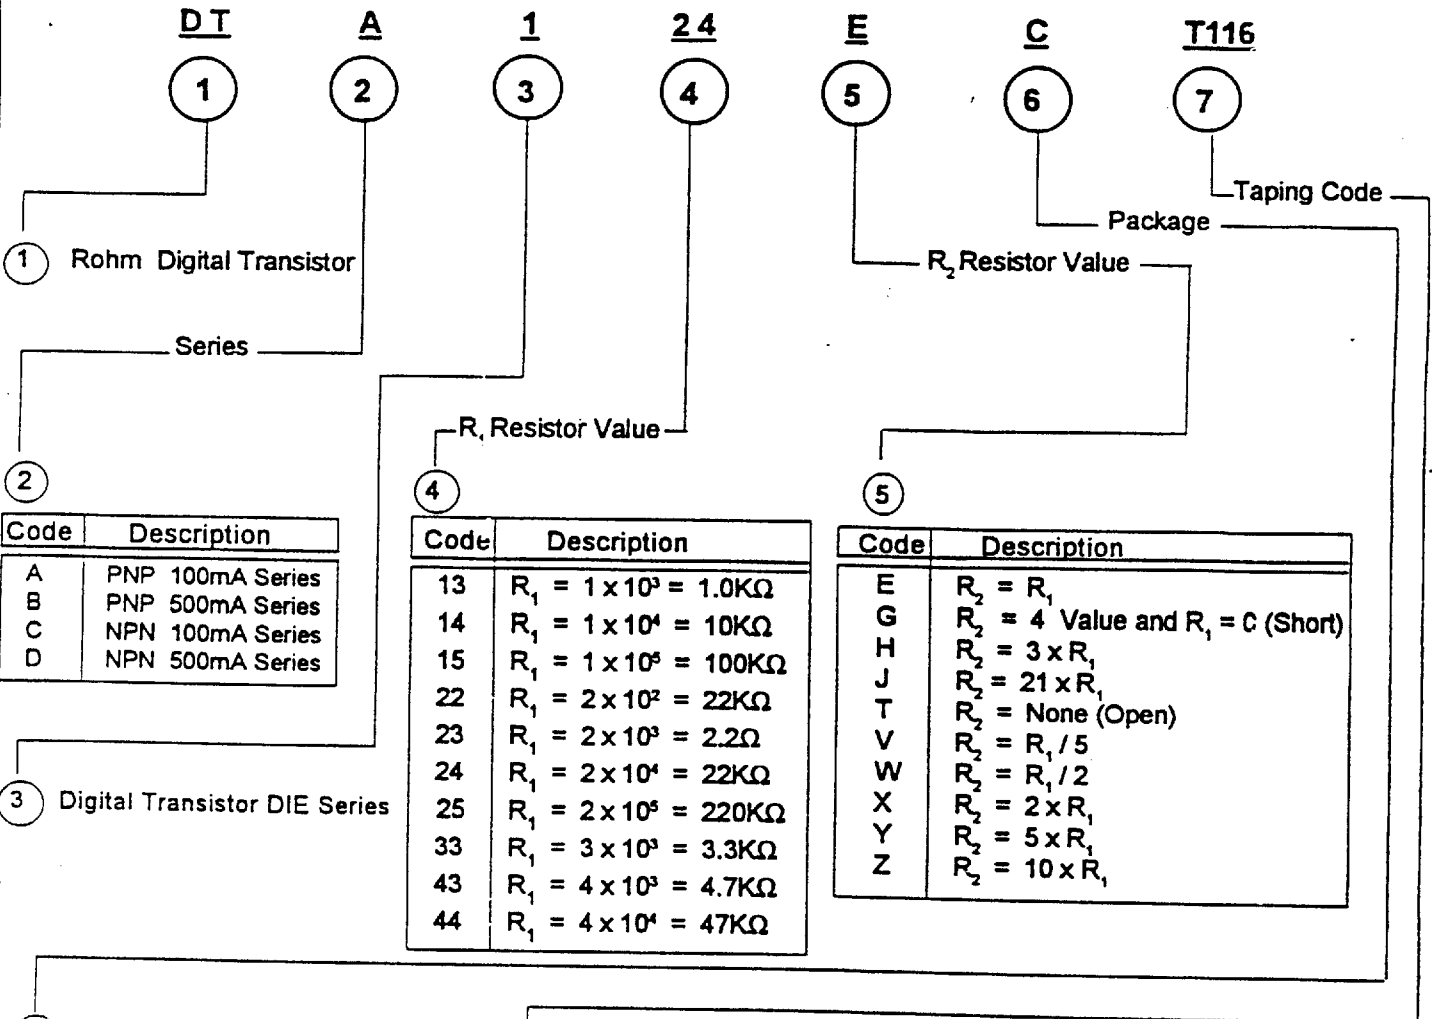 DT A 1 24 E C T116
1 2 3 4 5 6 7
Taping Code
Package
1 Rohm Digital Transistor
R2 Resistor Value
Series
R1 Resistor Value
2
4
5
Code Description
A PNP 100mA Series
B PNP 500mA Series
C NPN 100mA Series
D NPN 500mA Series
3 Digital Transistor DIE Series
Code Description
13 R1 = 1 x 10³ = 1.0KΩ
14 R1 = 1 x 10⁴ = 10KΩ
15 R1 = 1 x 10⁵ = 100KΩ
22 R1 = 2 x 10² = 22KΩ
23 R1 = 2 x 10³ = 2.2Ω
24 R1 = 2 x 10⁴ = 22KΩ
25 R1 = 2 x 10⁵ = 220KΩ
33 R1 = 3 x 10³ = 3.3KΩ
43 R1 = 4 x 10³ = 4.7KΩ
44 R1 = 4 x 10⁴ = 47KΩ
Code Description
E R2 = R1
G R2 = 4 Value and R1 = 0 (Short)
H R2 = 3 x R1
J R2 = 21 x R1
T R2 = None (Open)
V R2 = R1 / 5
W R2 = R1 / 2
X R2 = 2 x R1
Y R2 = 5 x R1
Z R2 = 10 x R1